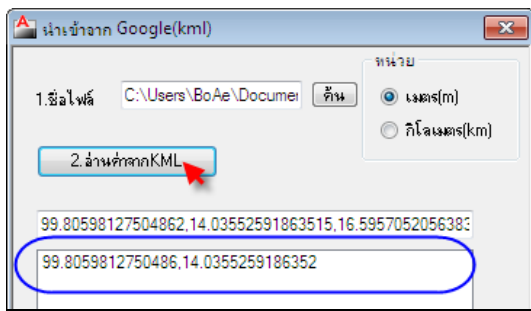 นำเข้าจาก Google(kml)
หน่วย
1.ชื่อไฟล์ C:\Users\BoAe\Documer ค้น
เมตร(m)
กิโลเมตร(km)
2.อ่านค่าจากKML
99.80598127504862,14.03552591863515,16.5957052056383
99.8059812750486,14.0355259186352